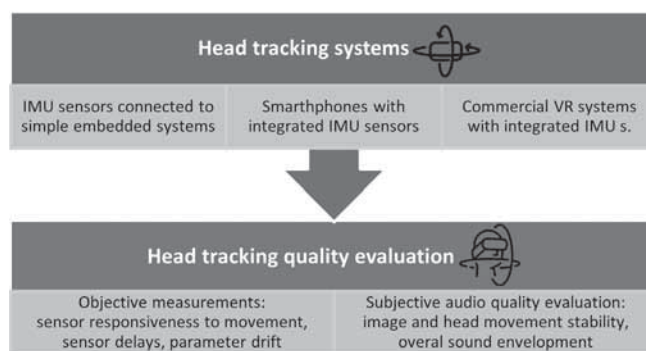 Head tracking systems
IMU sensors connected to
simple embedded systems
Smarthphones with
integrated IMU sensors
Commercial VR systems
with integrated IMU s.
Head tracking quality evaluation
Objective measurements:
sensor responsiveness to movement,
sensor delays, parameter drift
Subjective audio quality evaluation:
image and head movement stability,
overal sound envelopment